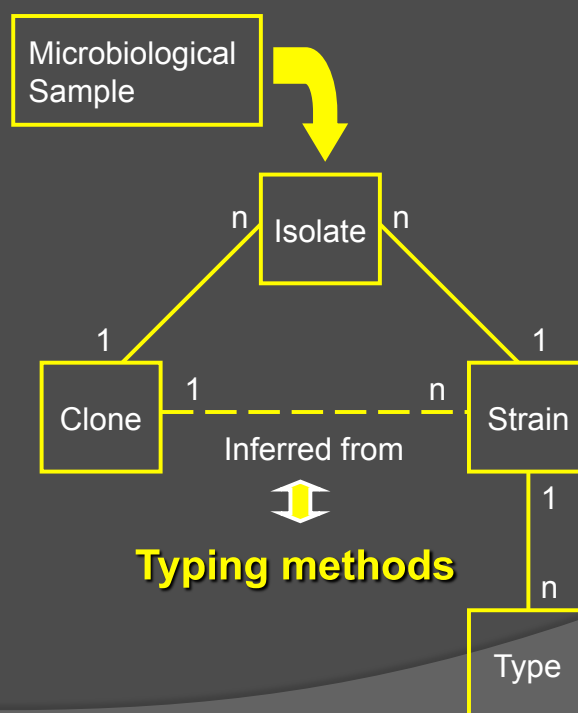 Microbiological
Sample
n
Isolate
n
1
1
Clone
1
n
Strain
Inferred from
1
Typing methods
n
Type